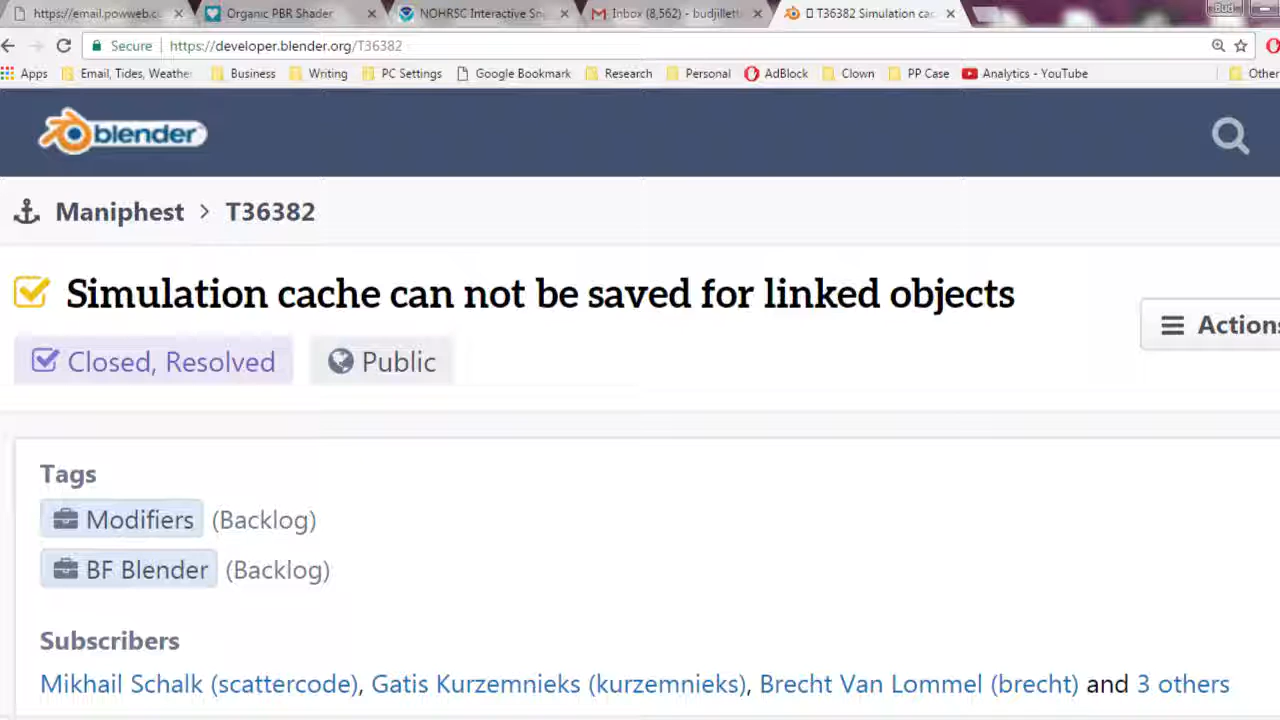 https://email.powweb.c
Organic PBR Shader
NOHRSC Interactive Sn
Inbox (8,562) - budjillett
T36382 Simulation ca
Bud
Secure
https://developer.blender.org/T36382
Apps
Email, Tides, Weathe
Business
Writing
PC Settings
Google Bookmark
Research
Personal
AdBlock
Clown
PP Case
Analytics - YouTube
Other
blender
Maniphest > T36382
Simulation cache can not be saved for linked objects
Actions
Closed, Resolved
Public
Tags
Modifiers (Backlog)
BF Blender (Backlog)
Subscribers
Mikhail Schalk (scattercode), Gatis Kurzemnieks (kurzemnieks), Brecht Van Lommel (brecht) and 3 others